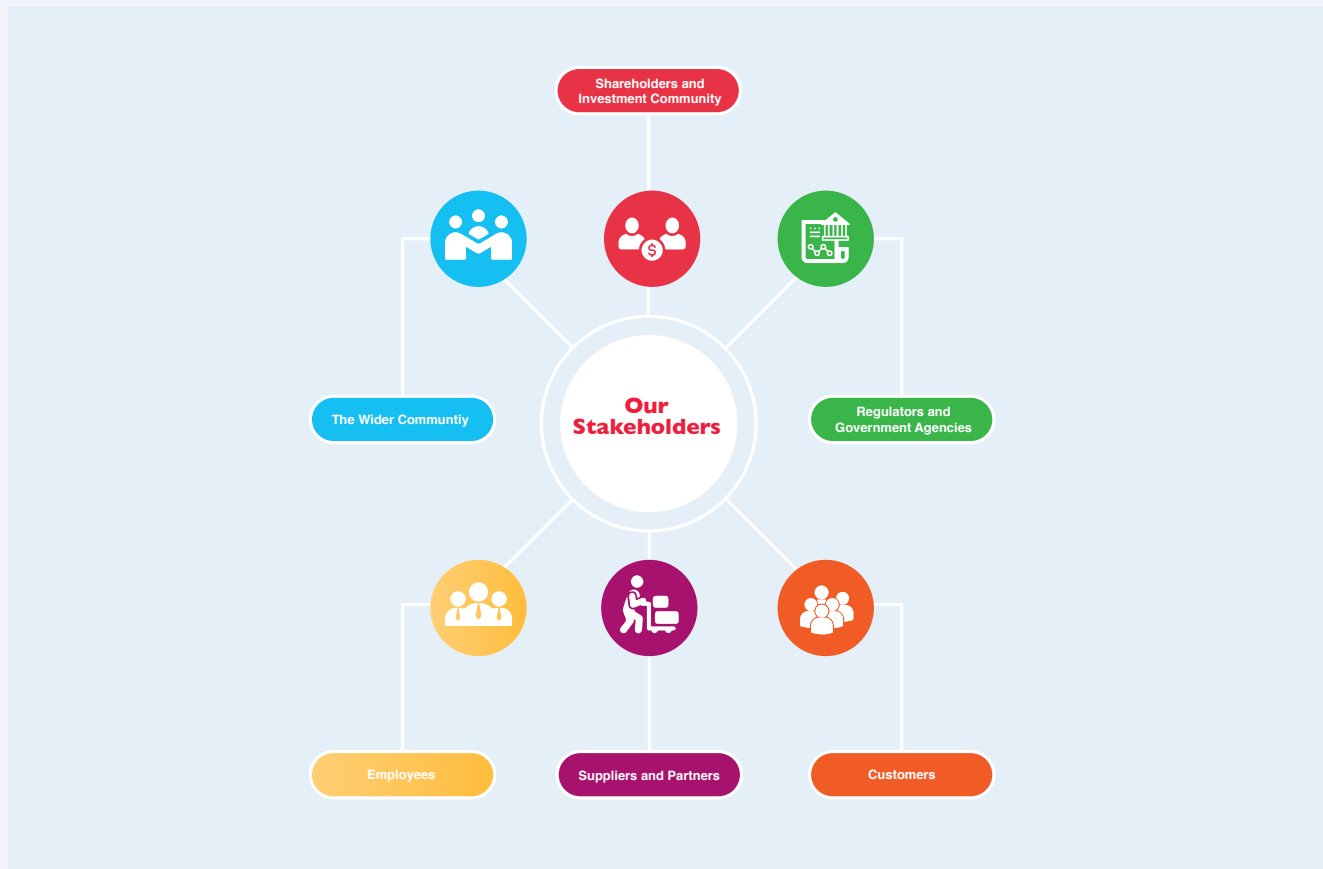 Shareholders and
Investment Community
$
Our
Stakeholders
The Wider Communtiy
Regulators and
Government Agencies
Employees
Suppliers and Partners
Customers